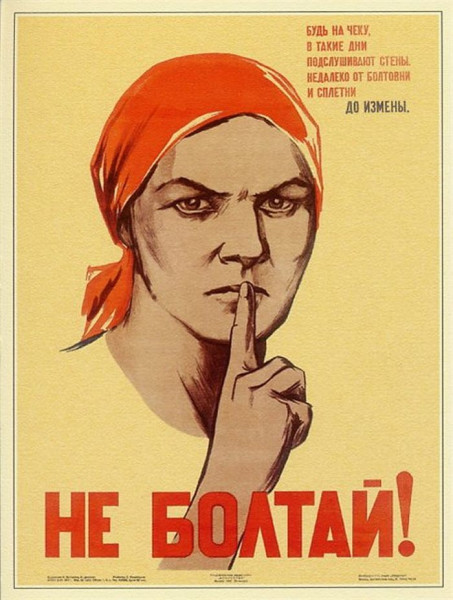 БУДЬ НА ЧЕКУ,
В ТАКИЕ ДНИ
ПОДСЛУШИВАЮТ СТЕНЫ.
НЕДАЛЕКО ОТ БОЛТОВНИ
И СПЛЕТНИ
ДО ИЗМЕНЫ.
НЕ БОЛТАЙ!